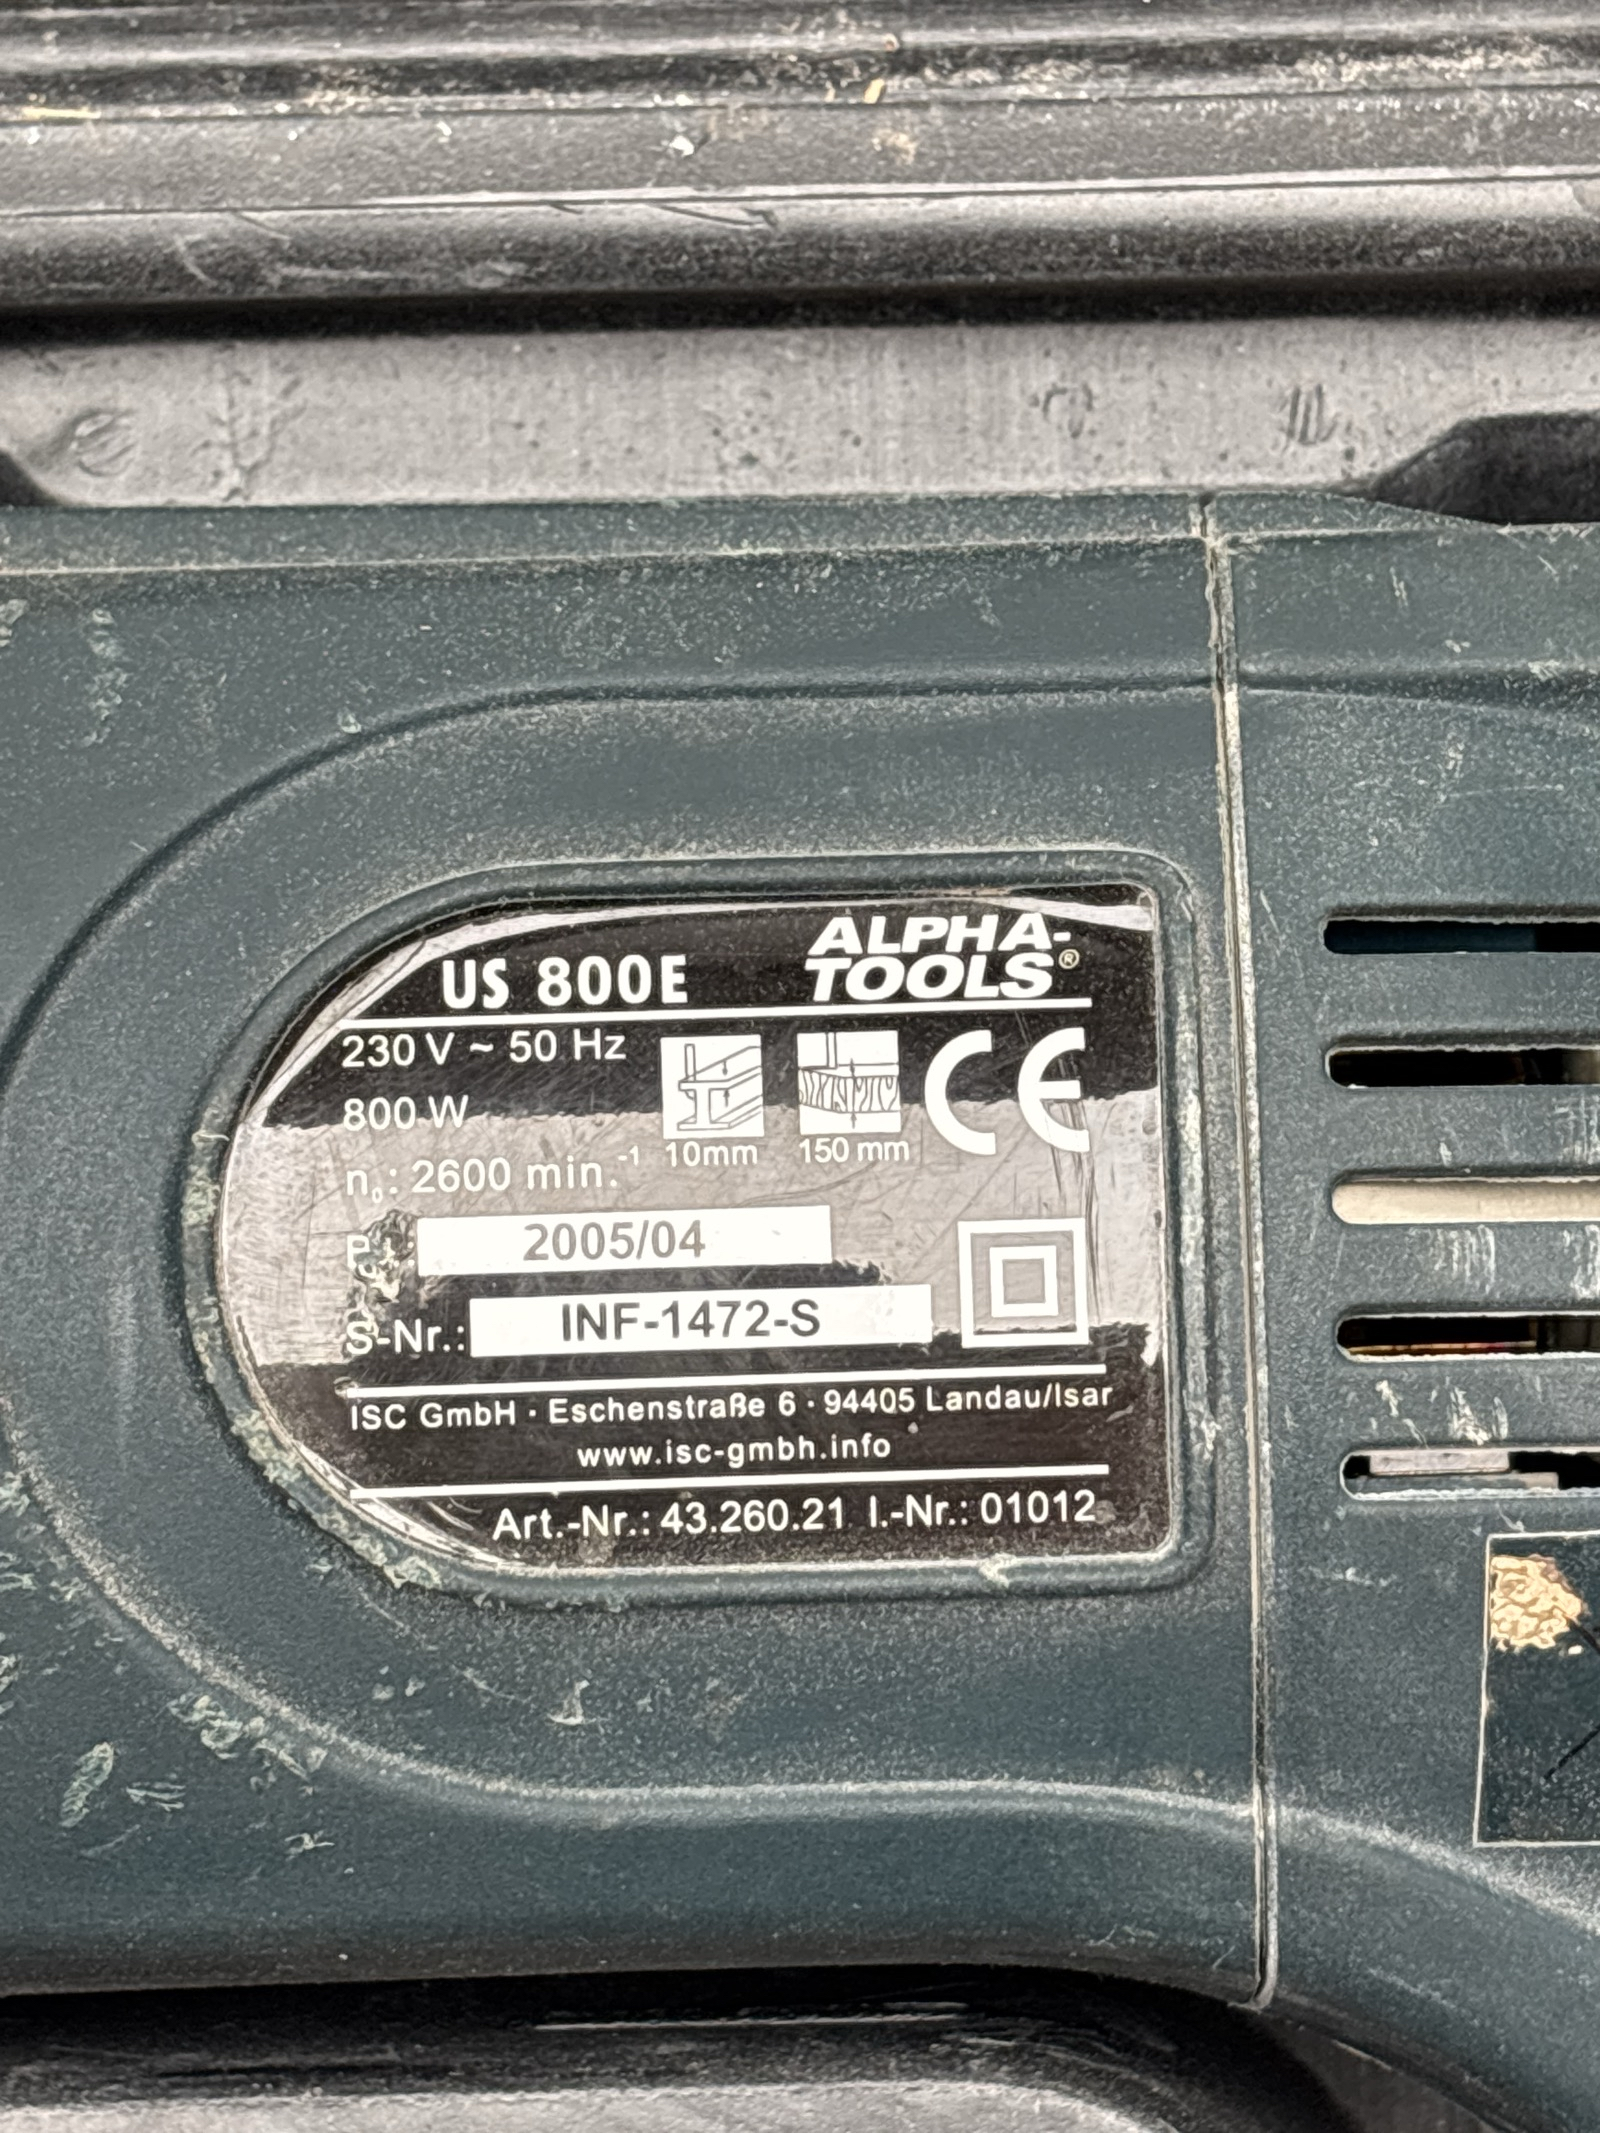 US 800E
ALPHA-
TOOLS®
230 V ~ 50 Hz
800 W
n₀: 2600 min.⁻¹
10mm
150 mm
CE
2005/04
S-Nr.: INF-1472-S
ISC GmbH · Eschenstraße 6 · 94405 Landau/Isar
www.isc-gmbh.info
Art.-Nr.: 43.260.21 I.-Nr.: 01012